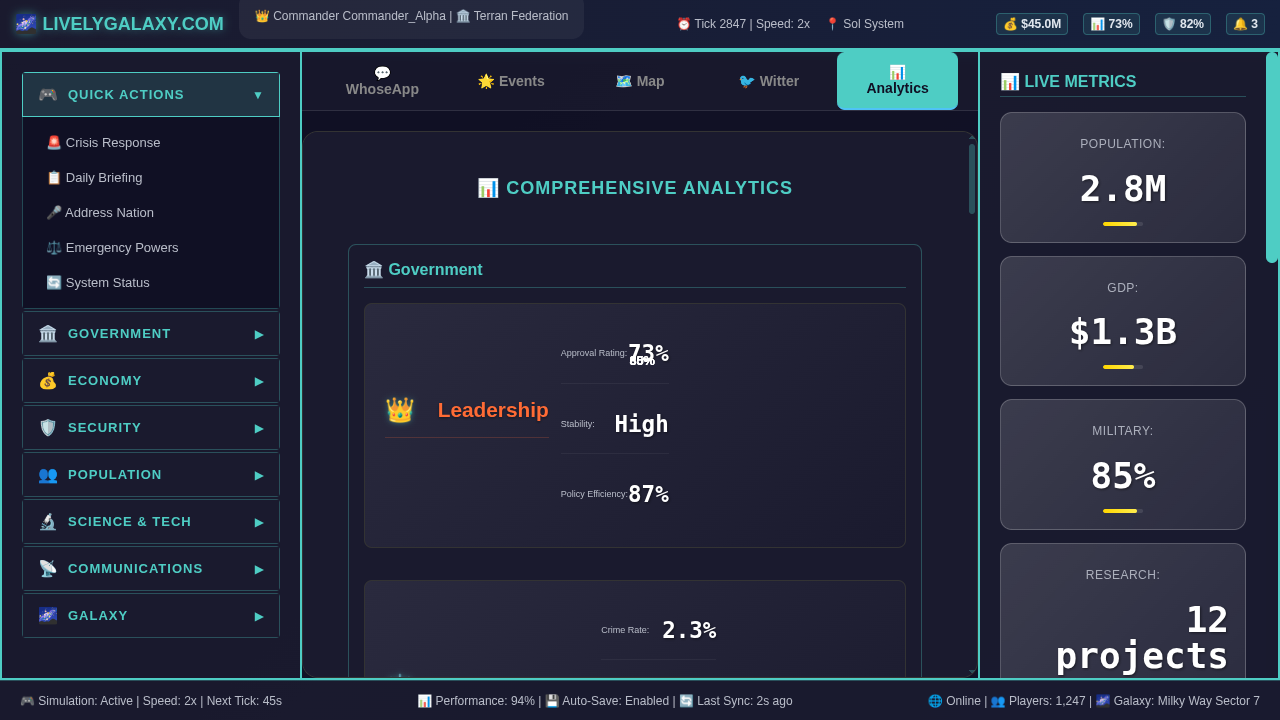 🌌 LIVELYGALAXY.COM
👑 Commander Commander_Alpha | 🏛️ Terran Federation
⏰ Tick 2847 | Speed: 2x 📍 Sol System
💰 $45.0M 📊 73% 🛡️ 82% 🔔 3
🎮 QUICK ACTIONS ▼
🚨 Crisis Response
📋 Daily Briefing
🎤 Address Nation
⚖️ Emergency Powers
🔄 System Status
🏛️ GOVERNMENT ▶
💰 ECONOMY ▶
🛡️ SECURITY ▶
👥 POPULATION ▶
🔬 SCIENCE & TECH ▶
📡 COMMUNICATIONS ▶
🌌 GALAXY ▶
💬 WhoseApp
🌟 Events
🗺️ Map
🐦 Witter
📊 Analytics
📊 COMPREHENSIVE ANALYTICS
🏛️ Government
👑 Leadership
Approval Rating: 73%
Stability: High
Policy Efficiency: 87%
Crime Rate: 2.3%
📊 LIVE METRICS
POPULATION:
2.8M
GDP:
$1.3B
MILITARY:
85%
RESEARCH:
12
projects
🎮 Simulation: Active | Speed: 2x | Next Tick: 45s
📊 Performance: 94% | 💾 Auto-Save: Enabled | 🔄 Last Sync: 2s ago
🌐 Online | 👥 Players: 1,247 | 🌌 Galaxy: Milky Way Sector 7